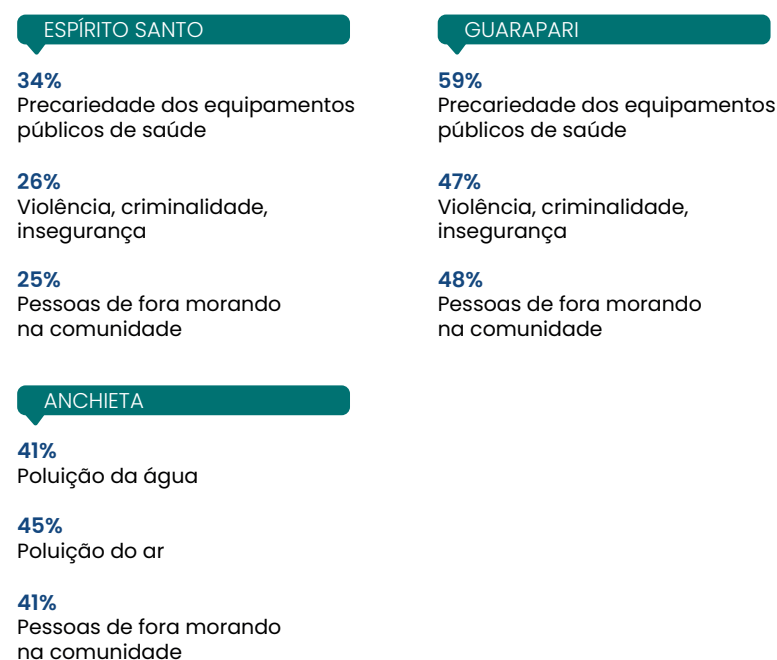 ESPÍRITO SANTO
34%
Precariedade dos equipamentos
públicos de saúde
26%
Violência, criminalidade,
insegurança
25%
Pessoas de fora morando
na comunidade
GUARAPARI
59%
Precariedade dos equipamentos
públicos de saúde
47%
Violência, criminalidade,
insegurança
48%
Pessoas de fora morando
na comunidade
ANCHIETA
41%
Poluição da água
45%
Poluição do ar
41%
Pessoas de fora morando
na comunidade